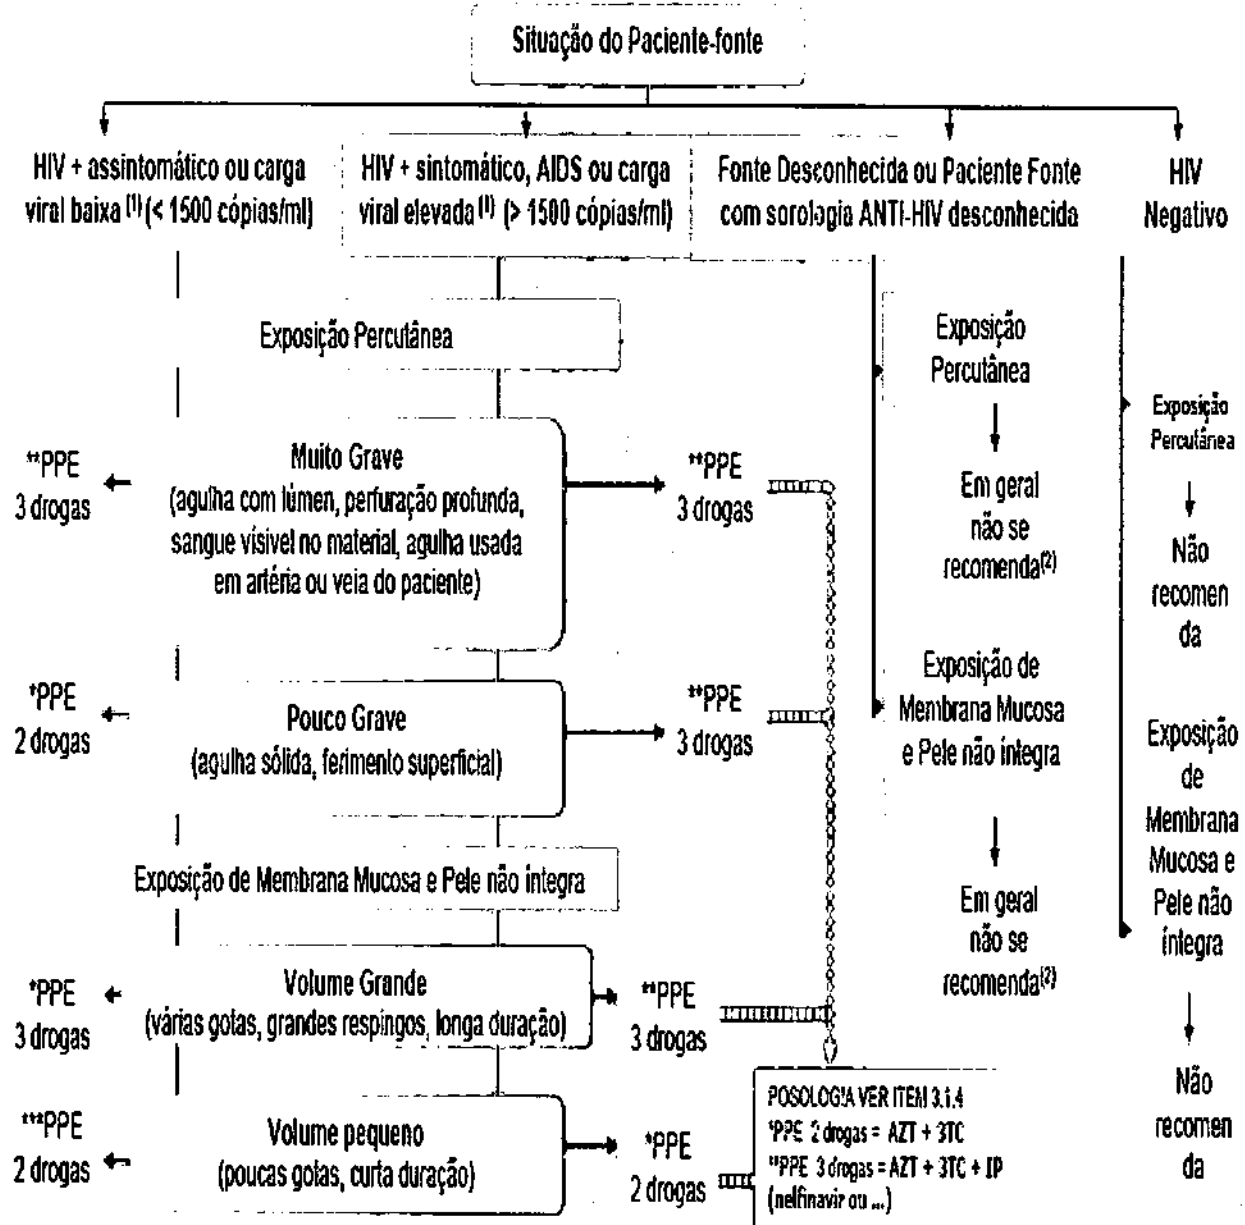 Situação do Paciente-fonte
HIV + assintomático ou carga
viral baixa (1) (< 1500 cópias/ml)
HIV + sintomático, AIDS ou carga
viral elevada (1) (> 1500 cópias/ml)
Fonte Desconhecida ou Paciente Fonte
com sorologia ANTI-HIV desconhecida
HIV
Negativo
Exposição Percutânea
Muito Grave
(agulha com lúmen, perfuração profunda,
sangue vísivel no material, agulha usada
em artéria ou veia do paciente)
**PPE
3 drogas
**PPE
3 drogas
Pouco Grave
(agulha sólida, ferimento superficial)
*PPE
2 drogas
**PPE
3 drogas
Exposição de Membrana Mucosa e Pele não íntegra
Volume Grande
(várias gotas, grandes respingos, longa duração)
*PPE
3 drogas
**PPE
3 drogas
Volume pequeno
(poucas gotas, curta duração)
***PPE
2 drogas
*PPE
2 drogas
Exposição
Percutânea
Em geral
não se
recomenda(2)
Exposição de
Membrana Mucosa
e Pele não íntegra
Em geral
não se
recomenda(2)
Exposição
Percutânea
Não
recomen
da
Exposição
de
Membrana
Mucosa e
Pele não
íntegra
Não
recomen
da
POSOLOGIA VER ITEM 3.1.4
*PPE 2 drogas = AZT + 3TC
**PPE 3 drogas = AZT + 3TC + IP
(nelfinavir ou ...)